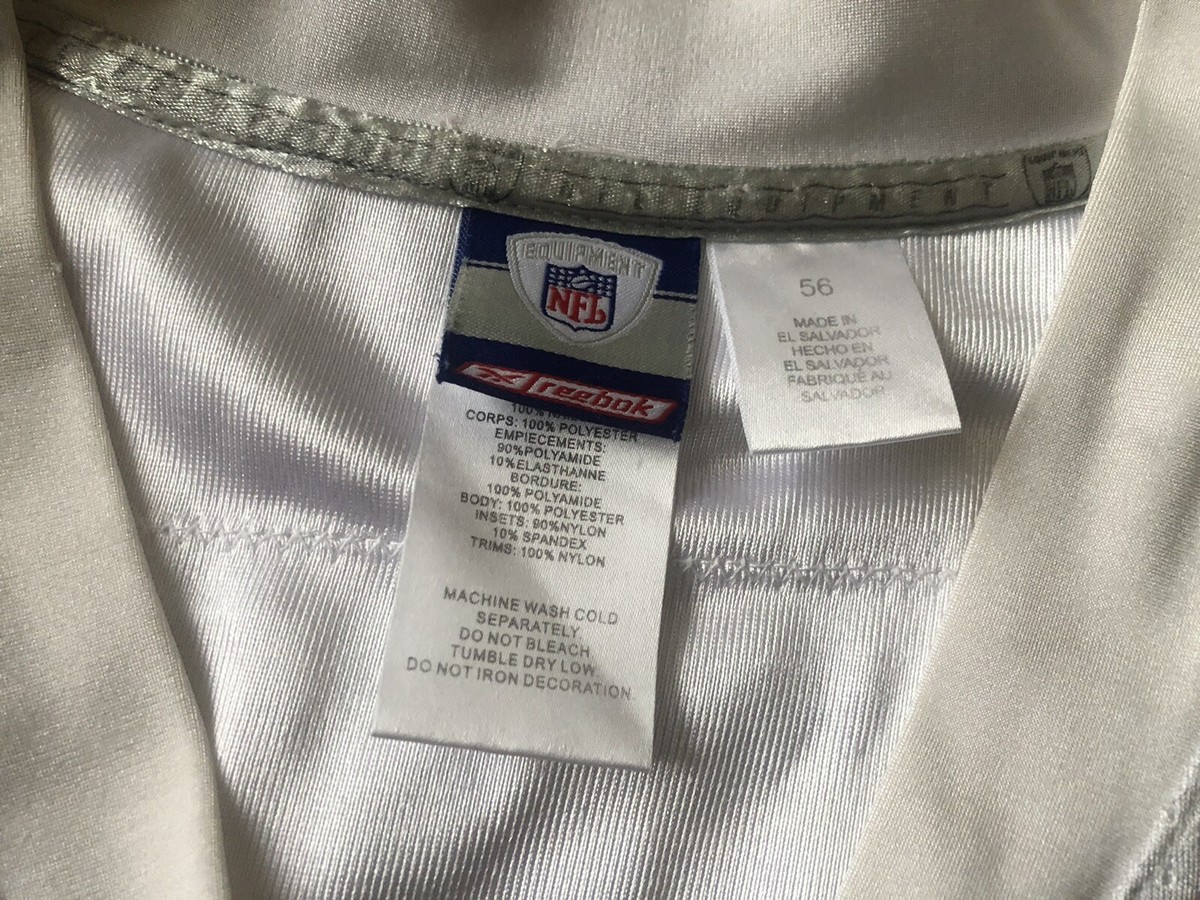 EQUIPMENT
EQUIPMENT
NFL
reebok
CORPS: 100% POLYESTER
EMPIECEMENTS:
90%POLYAMIDE
10%ELASTHANNE
BORDURE:
100% POLYAMIDE
BODY: 100% POLYESTER
INSETS: 90%NYLON
10% SPANDEX
TRIMS: 100% NYLON
MACHINE WASH COLD
SEPARATELY
DO NOT BLEACH
TUMBLE DRY LOW
DO NOT IRON DECORATION
56
MADE IN
EL SALVADOR
HECHO EN
EL SALVADOR
FABRIQUE AU
SALVADOR